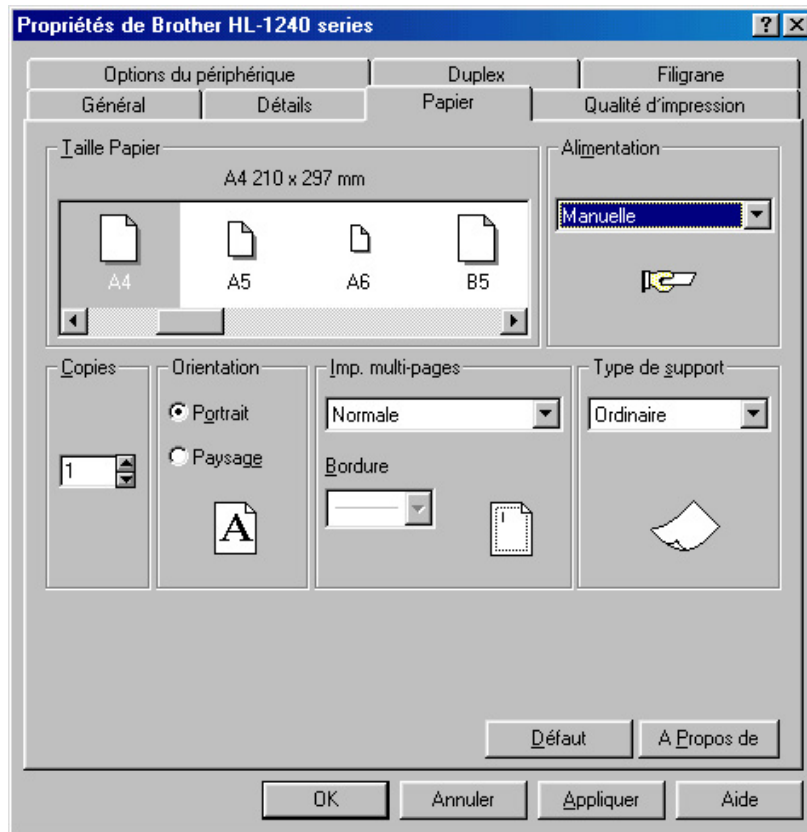 Propriétés de Brother HL-1240 series
Options du périphérique Duplex Filigrane
Général Détails Papier Qualité d'impression
Taille Papier
A4 210 x 297 mm
A4 A5 A6 B5
Alimentation
Manuelle
Copies
1
Orientation
Portrait
Paysage
A
Imp. multi-pages
Normale
Bordure
1
Type de support
Ordinaire
Défaut A Propos de
OK Annuler Appliquer Aide